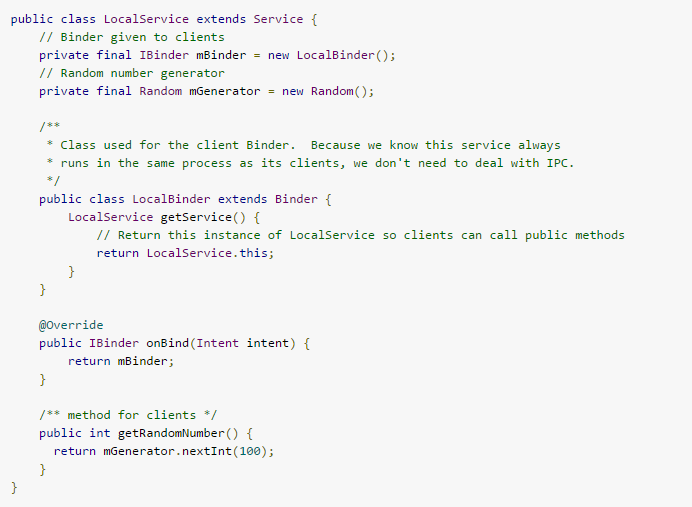 public class LocalService extends Service {
    // Binder given to clients
    private final IBinder mBinder = new LocalBinder();
    // Random number generator
    private final Random mGenerator = new Random();

    /**
     * Class used for the client Binder.  Because we know this service always
     * runs in the same process as its clients, we don't need to deal with IPC.
     */
    public class LocalBinder extends Binder {
        LocalService getService() {
            // Return this instance of LocalService so clients can call public methods
            return LocalService.this;
        }
    }

    @Override
    public IBinder onBind(Intent intent) {
        return mBinder;
    }

    /** method for clients */
    public int getRandomNumber() {
      return mGenerator.nextInt(100);
    }
}